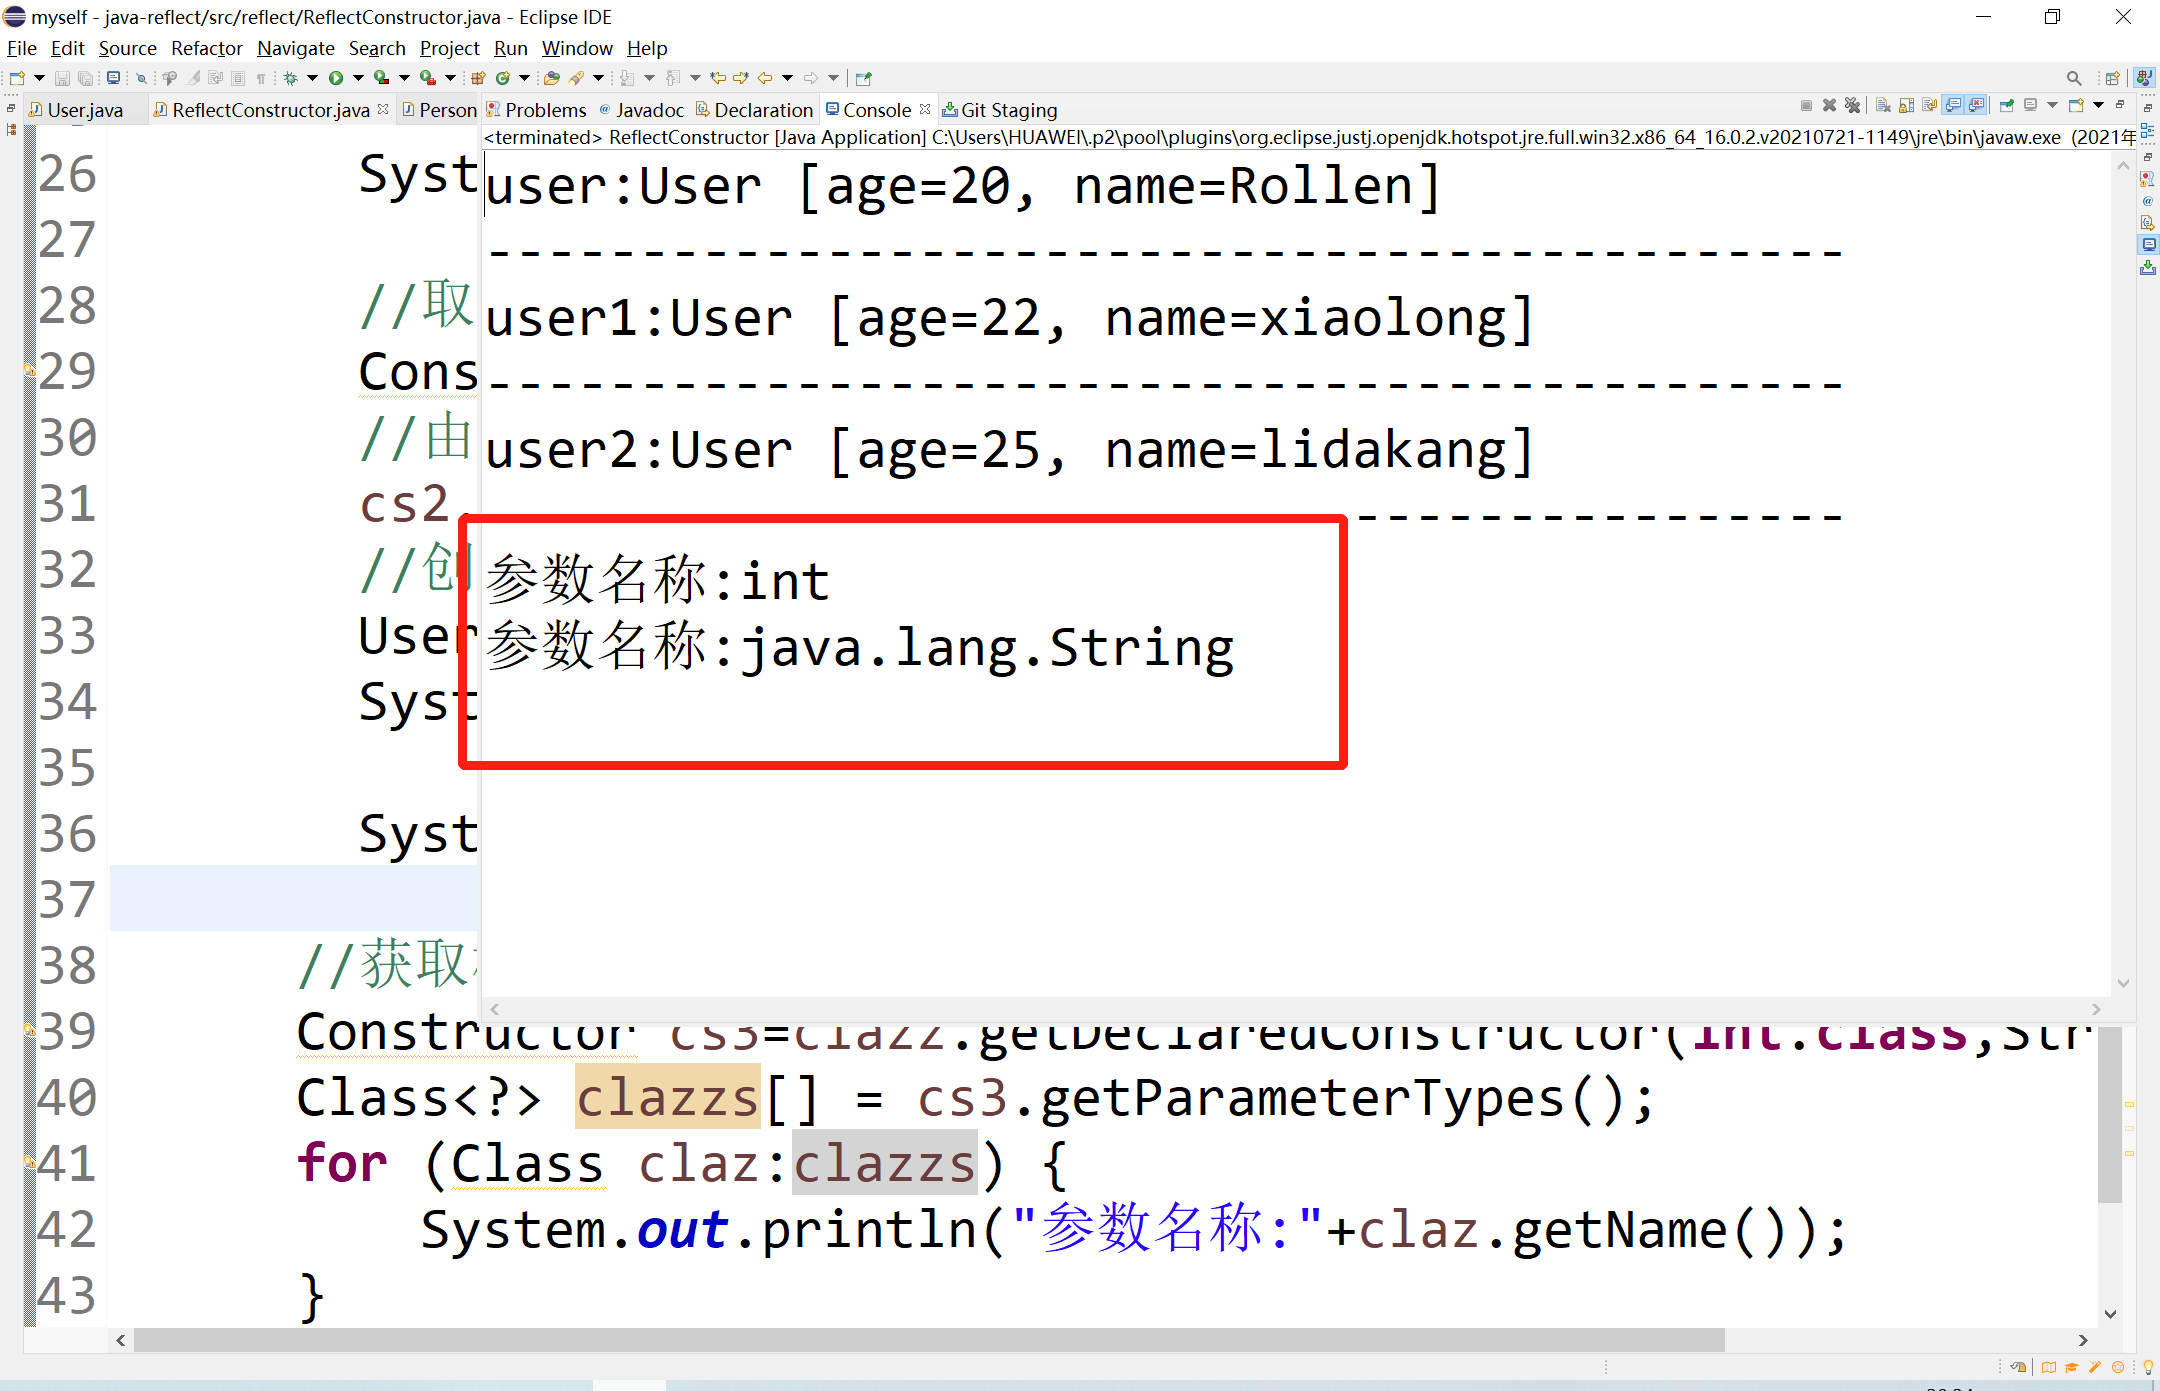 myself - java-reflect/src/reflect/ReflectConstructor.java - Eclipse IDE
File Edit Source Refactor Navigate Search Project Run Window Help
User.java ReflectConstructor.java Person Problems @ Javadoc Declaration Console Git Staging
<terminated> ReflectConstructor [Java Application] C:\Users\HUAWEI\.p2\pool\plugins\org.eclipse.justj.openjdk.hotspot.jre.full.win32.x86_64_16.0.2.v20210721-1149\jre\bin\javaw.exe (2021年
user:User [age=20, name=Rollen]
--------------------------------------------
user1:User [age=22, name=xiaolong]
--------------------------------------------
user2:User [age=25, name=lidakang]
----------------
参数名称:int
参数名称:java.lang.String
26 Syst
27
28 //取
29 Cons
30 //由
31 cs2.
32 //创
33 User
34 Syst
35
36 Syst
37
38 //获取
39 Constructor cs3=clazz.getDeclaredConstructor(int.class,Str
40 Class<?> clazzs[] = cs3.getParameterTypes();
41 for (Class claz:clazzs) {
42 System.out.println("参数名称:"+claz.getName());
43 }